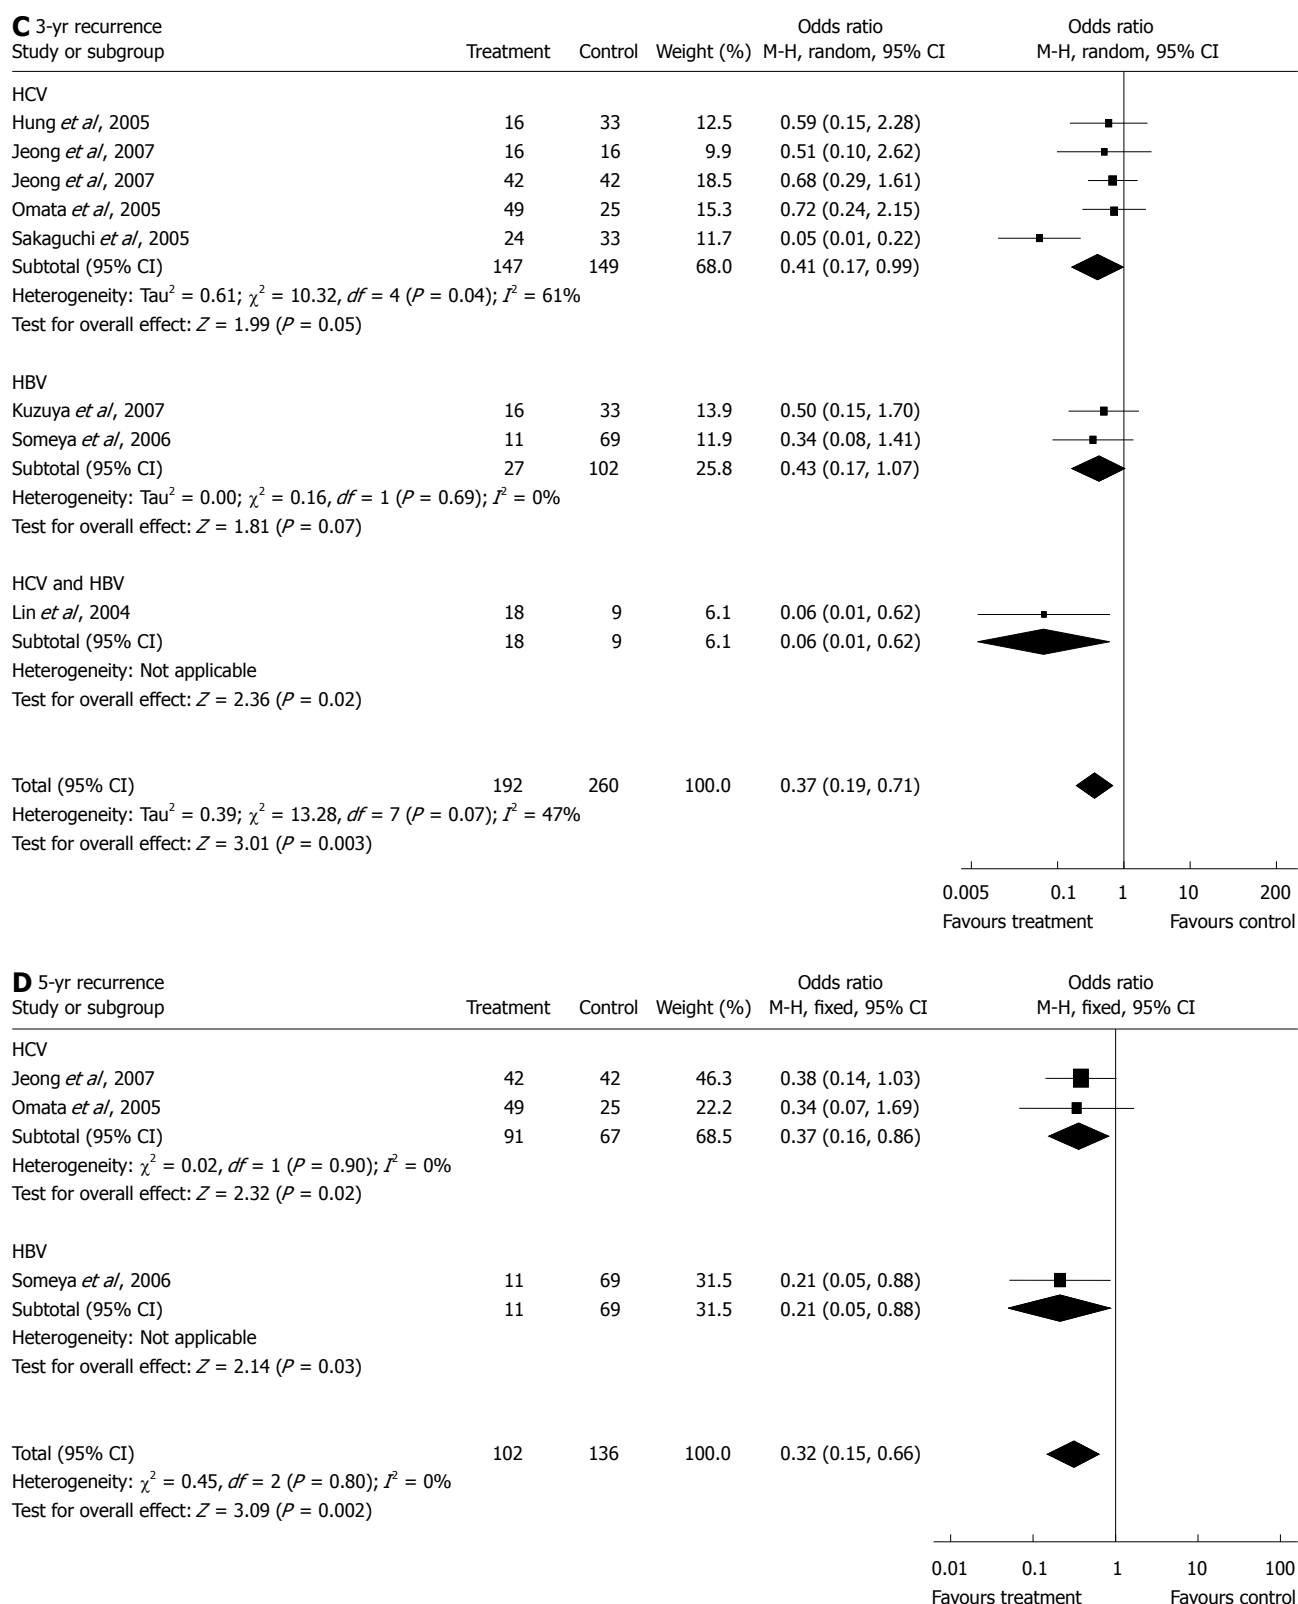 C 3-yr recurrence Odds ratio Odds ratio
Study or subgroup Treatment Control Weight (%) M-H, random, 95% CI M-H, random, 95% CI
HCV
Hung et al, 2005 16 33 12.5 0.59 (0.15, 2.28)
Jeong et al, 2007 16 16 9.9 0.51 (0.10, 2.62)
Jeong et al, 2007 42 42 18.5 0.68 (0.29, 1.61)
Omata et al, 2005 49 25 15.3 0.72 (0.24, 2.15)
Sakaguchi et al, 2005 24 33 11.7 0.05 (0.01, 0.22)
Subtotal (95% CI) 147 149 68.0 0.41 (0.17, 0.99)
Heterogeneity: Tau² = 0.61; χ² = 10.32, df = 4 (P = 0.04); I² = 61%
Test for overall effect: Z = 1.99 (P = 0.05)
HBV
Kuzuya et al, 2007 16 33 13.9 0.50 (0.15, 1.70)
Someya et al, 2006 11 69 11.9 0.34 (0.08, 1.41)
Subtotal (95% CI) 27 102 25.8 0.43 (0.17, 1.07)
Heterogeneity: Tau² = 0.00; χ² = 0.16, df = 1 (P = 0.69); I² = 0%
Test for overall effect: Z = 1.81 (P = 0.07)
HCV and HBV
Lin et al, 2004 18 9 6.1 0.06 (0.01, 0.62)
Subtotal (95% CI) 18 9 6.1 0.06 (0.01, 0.62)
Heterogeneity: Not applicable
Test for overall effect: Z = 2.36 (P = 0.02)
Total (95% CI) 192 260 100.0 0.37 (0.19, 0.71)
Heterogeneity: Tau² = 0.39; χ² = 13.28, df = 7 (P = 0.07); I² = 47%
Test for overall effect: Z = 3.01 (P = 0.003)
0.005 0.1 1 10 200
Favours treatment Favours control
D 5-yr recurrence Odds ratio Odds ratio
Study or subgroup Treatment Control Weight (%) M-H, fixed, 95% CI M-H, fixed, 95% CI
HCV
Jeong et al, 2007 42 42 46.3 0.38 (0.14, 1.03)
Omata et al, 2005 49 25 22.2 0.34 (0.07, 1.69)
Subtotal (95% CI) 91 67 68.5 0.37 (0.16, 0.86)
Heterogeneity: χ² = 0.02, df = 1 (P = 0.90); I² = 0%
Test for overall effect: Z = 2.32 (P = 0.02)
HBV
Someya et al, 2006 11 69 31.5 0.21 (0.05, 0.88)
Subtotal (95% CI) 11 69 31.5 0.21 (0.05, 0.88)
Heterogeneity: Not applicable
Test for overall effect: Z = 2.14 (P = 0.03)
Total (95% CI) 102 136 100.0 0.32 (0.15, 0.66)
Heterogeneity: χ² = 0.45, df = 2 (P = 0.80); I² = 0%
Test for overall effect: Z = 3.09 (P = 0.002)
0.01 0.1 1 10 100
Favours treatment Favours control